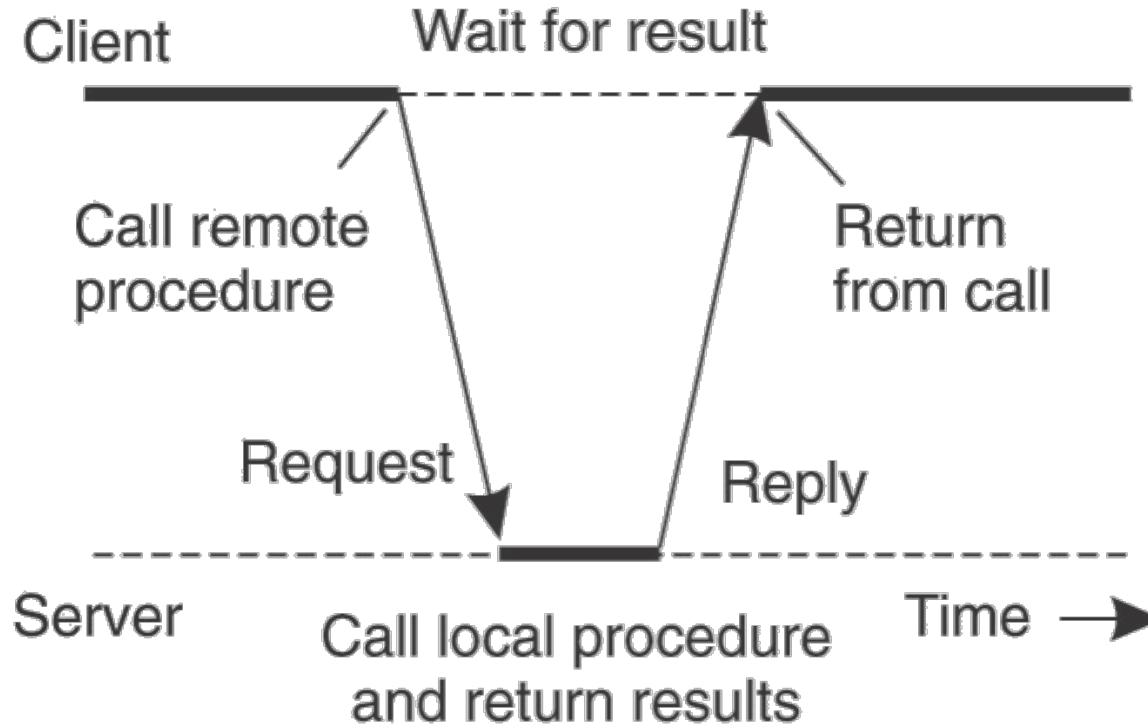 Client
Wait for result
Call remote
procedure
Return
from call
Request
Reply
Server
Call local procedure
and return results
Time